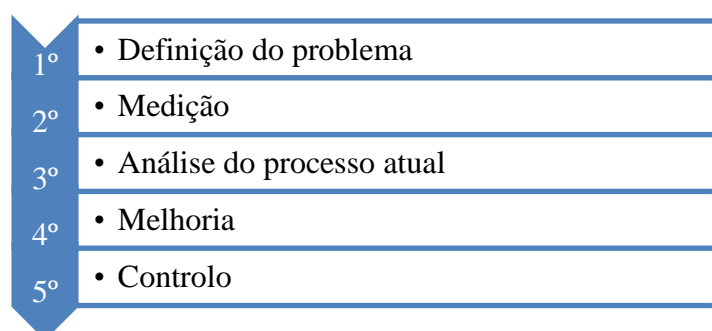 1º • Definição do problema
2º • Medição
3º • Análise do processo atual
4º • Melhoria
5º • Controlo